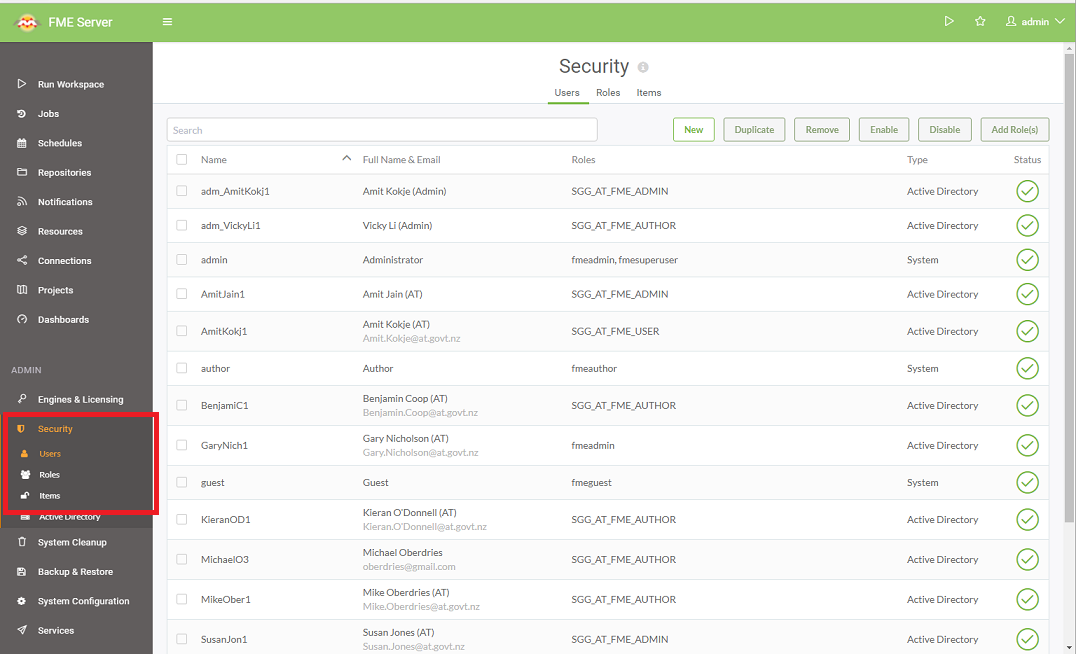 FME Server
admin
Run Workspace
Jobs
Schedules
Repositories
Notifications
Resources
Connections
Projects
Dashboards
ADMIN
Engines & Licensing
Security
Users
Roles
Items
Active Directory
System Cleanup
Backup & Restore
System Configuration
Services
Security
Users Roles Items
Search
New Duplicate Remove Enable Disable Add Role(s)
Name Full Name & Email Roles Type Status
adm_AmitKokj1 Amit Kokje (Admin) SGG_AT_FME_ADMIN Active Directory
adm_VickyLi1 Vicky Li (Admin) SGG_AT_FME_AUTHOR Active Directory
admin Administrator fmeadmin, fmesuperuser System
AmitJain1 Amit Jain (AT) SGG_AT_FME_ADMIN Active Directory
AmitKokj1 Amit Kokje (AT) SGG_AT_FME_USER Active Directory
Amit.Kokje@at.govt.nz
author Author fmeauthor System
BenjamiC1 Benjamin Coop (AT) SGG_AT_FME_AUTHOR Active Directory
Benjamin.Coop@at.govt.nz
GaryNich1 Gary Nicholson (AT) fmeadmin Active Directory
Gary.Nicholson@at.govt.nz
guest Guest fmeguest System
KieranOD1 Kieran O'Donnell (AT) SGG_AT_FME_AUTHOR Active Directory
Kieran.O'Donnell@at.govt.nz
MichaelO3 Michael Oberdries SGG_AT_FME_AUTHOR Active Directory
oberdries@gmail.com
MikeOber1 Mike Oberdries (AT) SGG_AT_FME_AUTHOR Active Directory
Mike.Oberdries@at.govt.nz
SusanJon1 Susan Jones (AT) SGG_AT_FME_ADMIN Active Directory
Susan.Jones@at.govt.nz